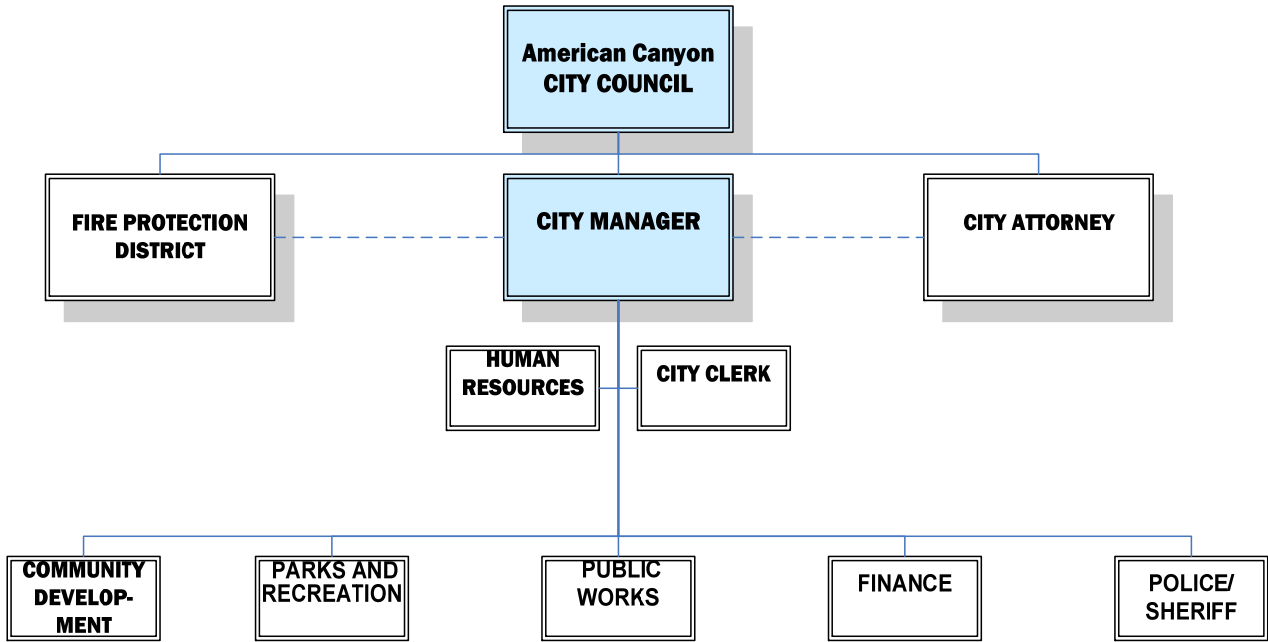 American Canyon
CITY COUNCIL
FIRE PROTECTION
DISTRICT
CITY MANAGER
CITY ATTORNEY
HUMAN
RESOURCES
CITY CLERK
COMMUNITY
DEVELOP-
MENT
PARKS AND
RECREATION
PUBLIC
WORKS
FINANCE
POLICE/
SHERIFF